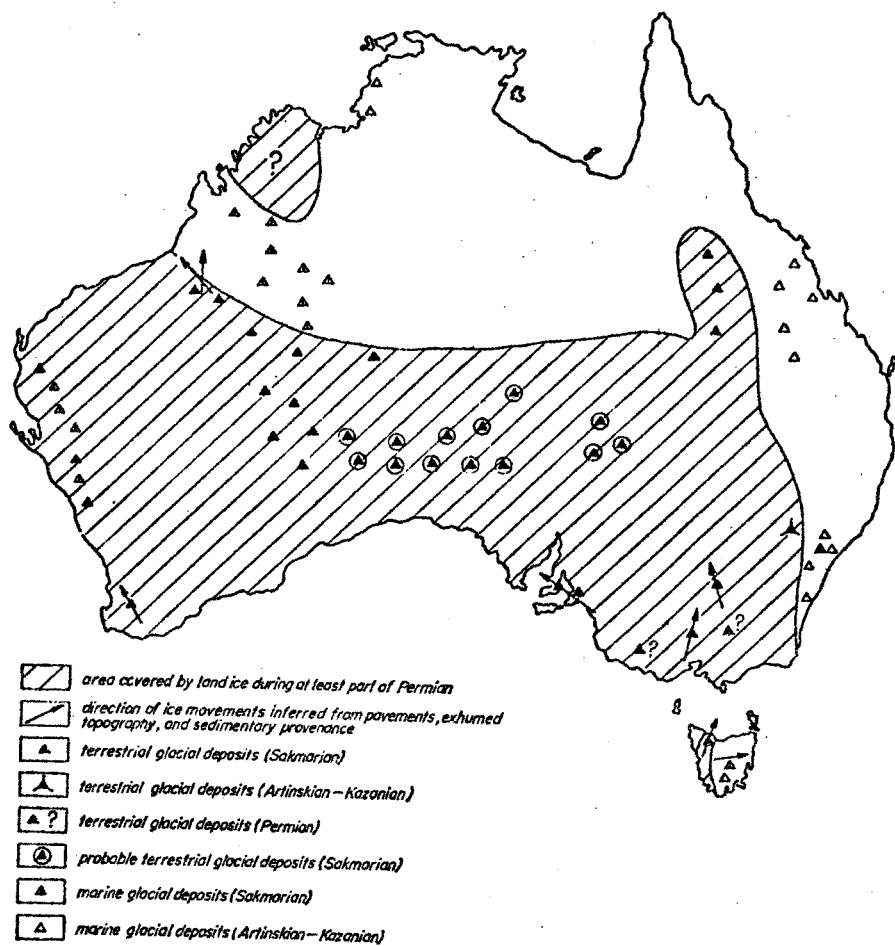 ?
?
?
area covered by land ice during at least part of Permian
direction of ice movements inferred from pavements, exhumed
topography, and sedimentary provenance
terrestrial glacial deposits (Sakmarian)
terrestrial glacial deposits (Artinskian–Kazanian)
? terrestrial glacial deposits (Permian)
probable terrestrial glacial deposits (Sakmarian)
marine glacial deposits (Sakmarian)
marine glacial deposits (Artinskian–Kazanian)